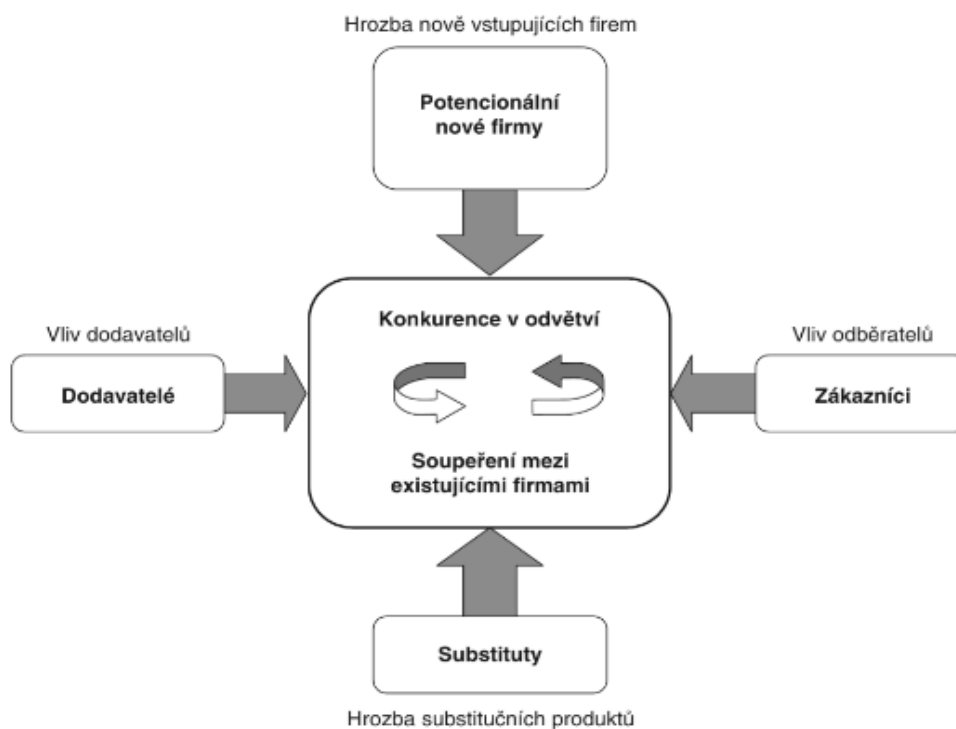 Hrozba nově vstupujících firem
Potencionální
nové firmy
Konkurence v odvětví
Vliv dodavatelů
Dodavatelé
Vliv odběratelů
Zákazníci
Soupeření mezi
existujícími firmami
Substituty
Hrozba substitučních produktů